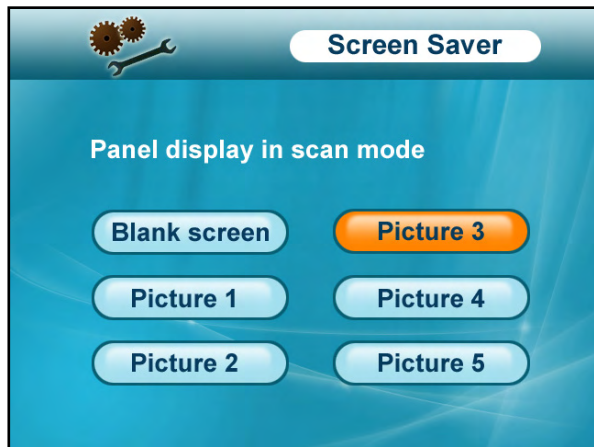 Screen Saver
Panel display in scan mode
Blank screen
Picture 3
Picture 1
Picture 4
Picture 2
Picture 5